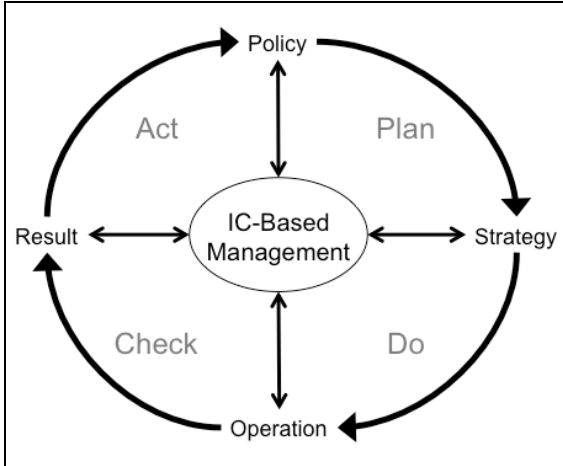 Policy
Act
Plan
IC-Based
Management
Result
Strategy
Check
Do
Operation